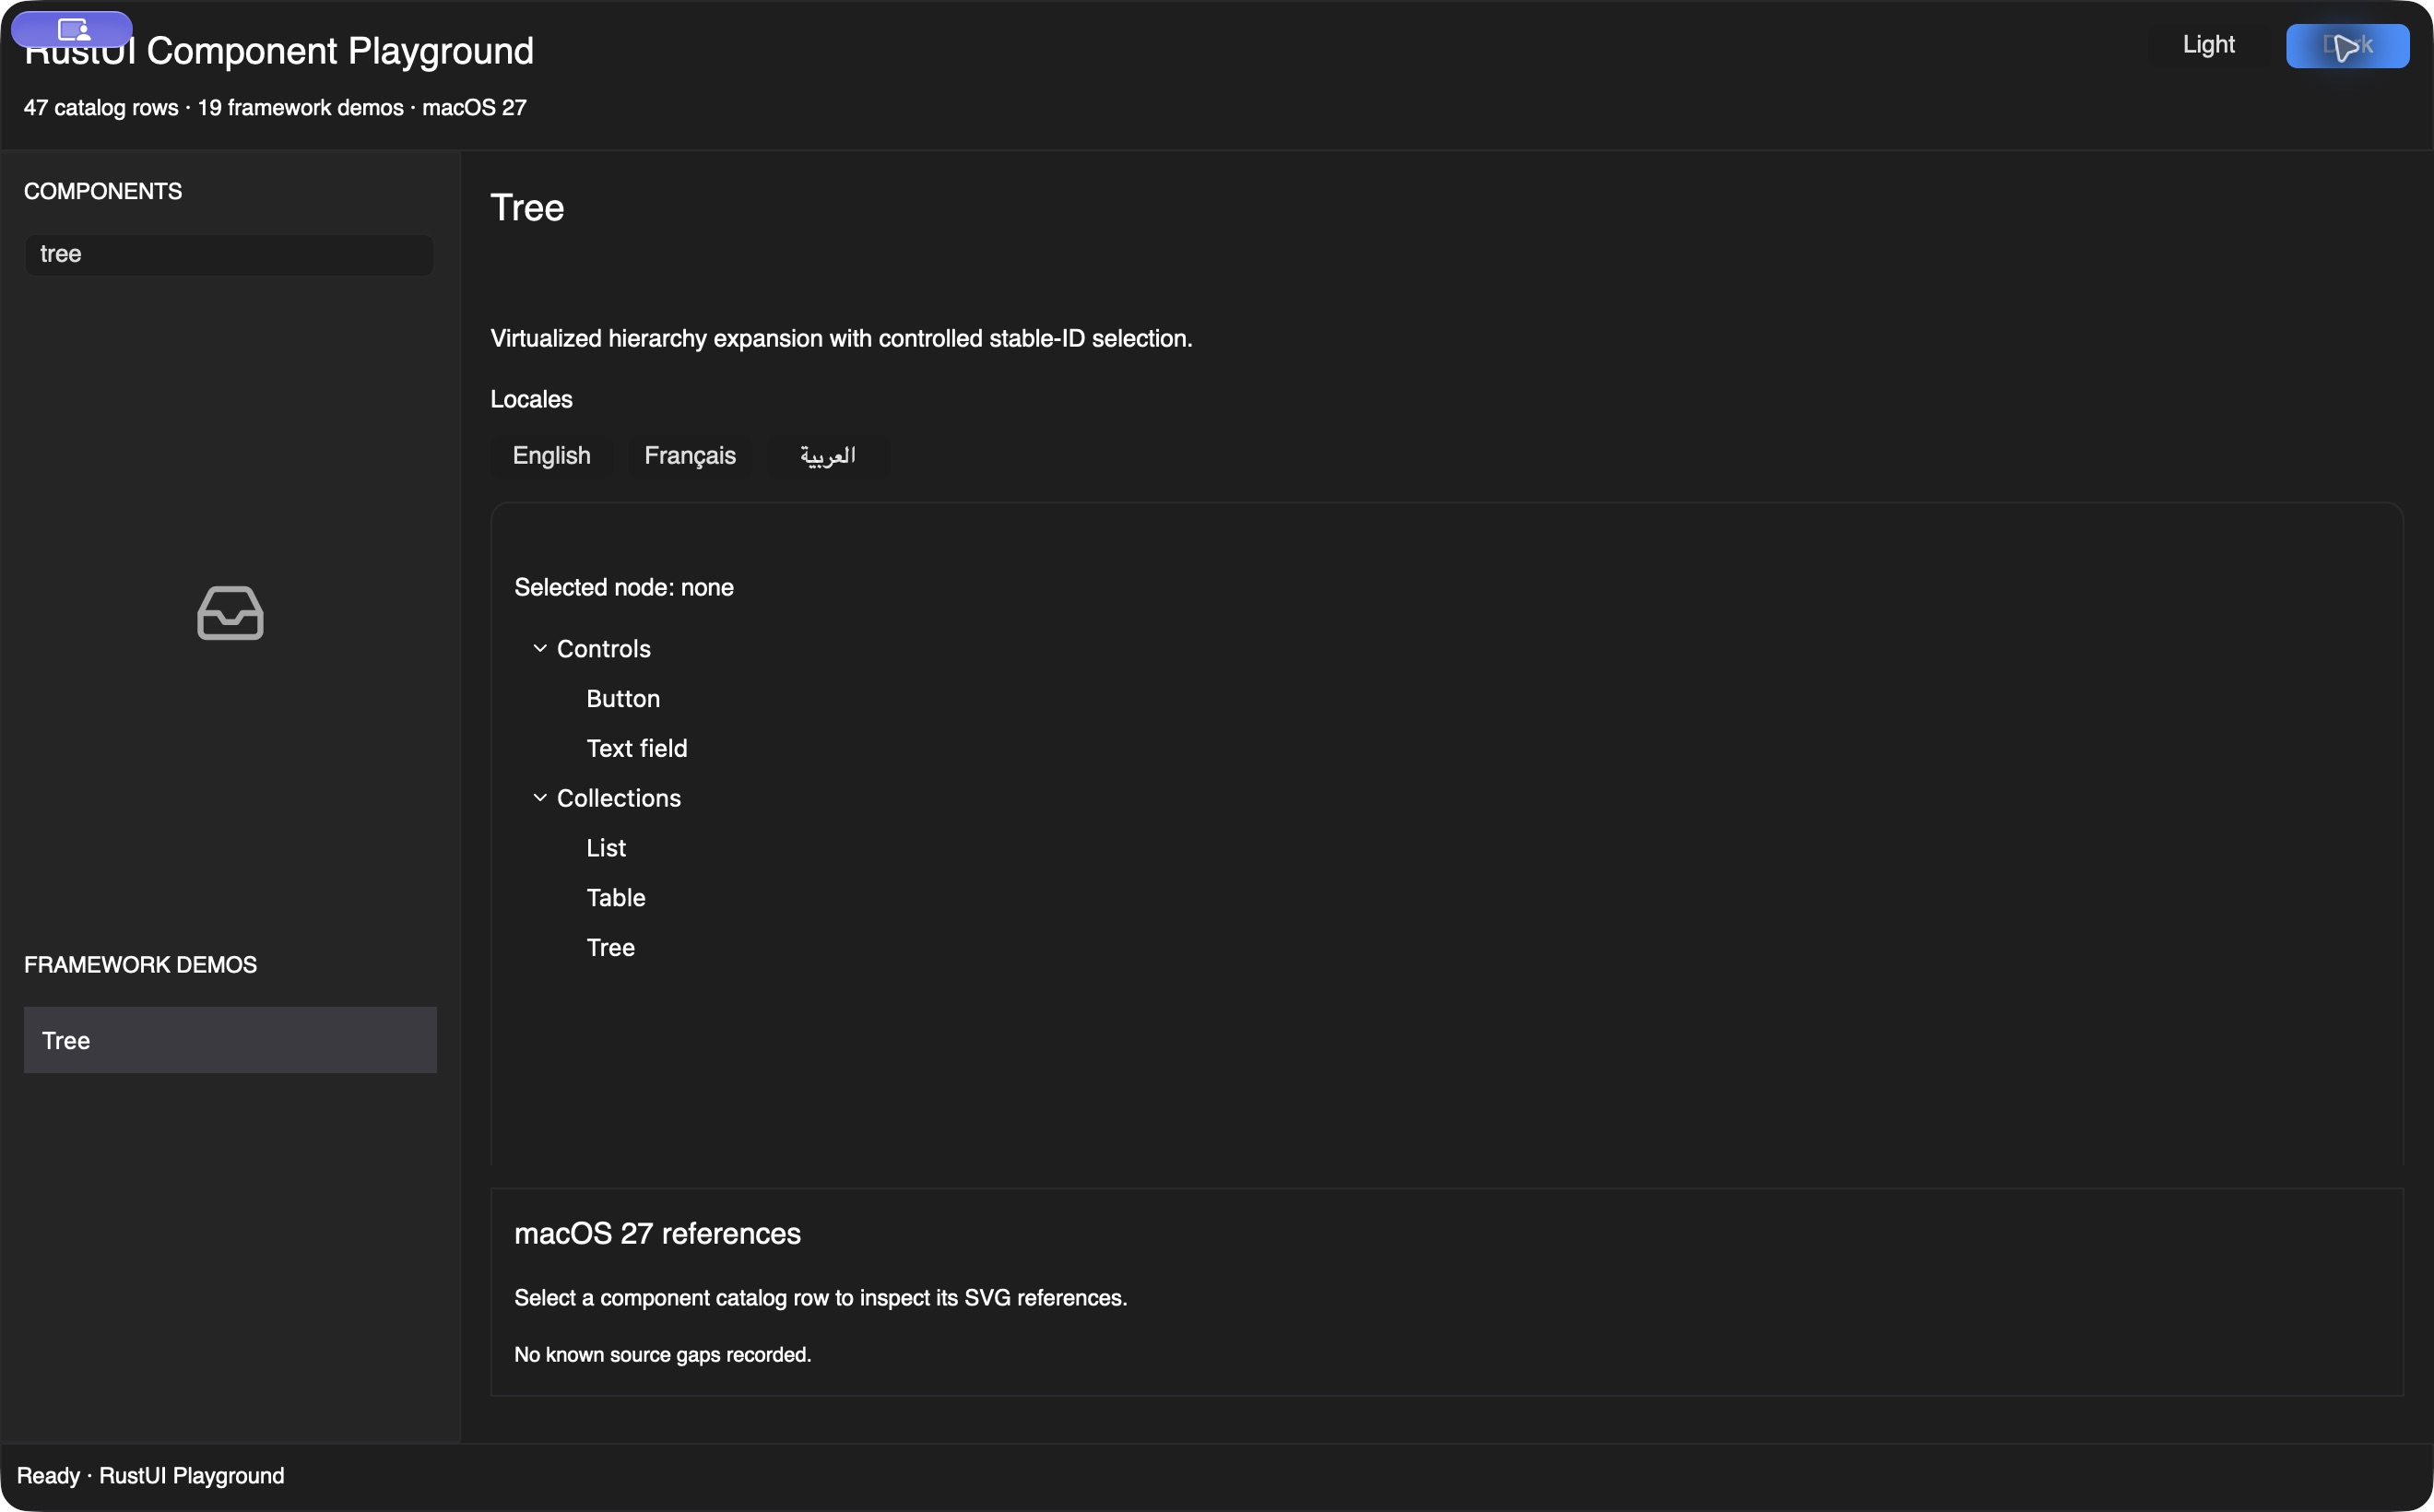 RustUI Component Playground
Light
47 catalog rows · 19 framework demos · macOS 27
COMPONENTS
tree
Tree
Virtualized hierarchy expansion with controlled stable-ID selection.
Locales
English
Français
العربية
Selected node: none
Controls
Button
Text field
Collections
List
Table
Tree
FRAMEWORK DEMOS
Tree
macOS 27 references
Select a component catalog row to inspect its SVG references.
No known source gaps recorded.
Ready · RustUI Playground